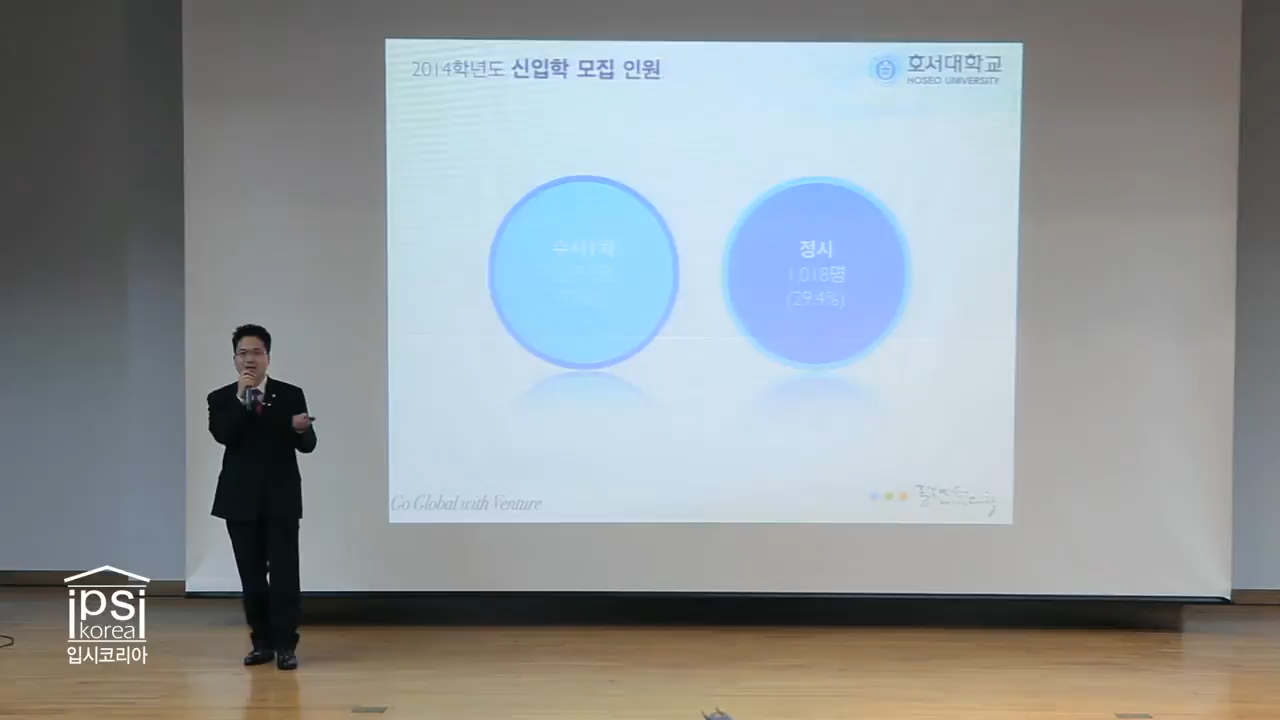 2014학년도 신입학 모집 인원
호서대학교
HOSEO UNIVERSITY
정시
1,018명
(29.4%)
Go Global with Venture
ipsi
korea
입시코리아